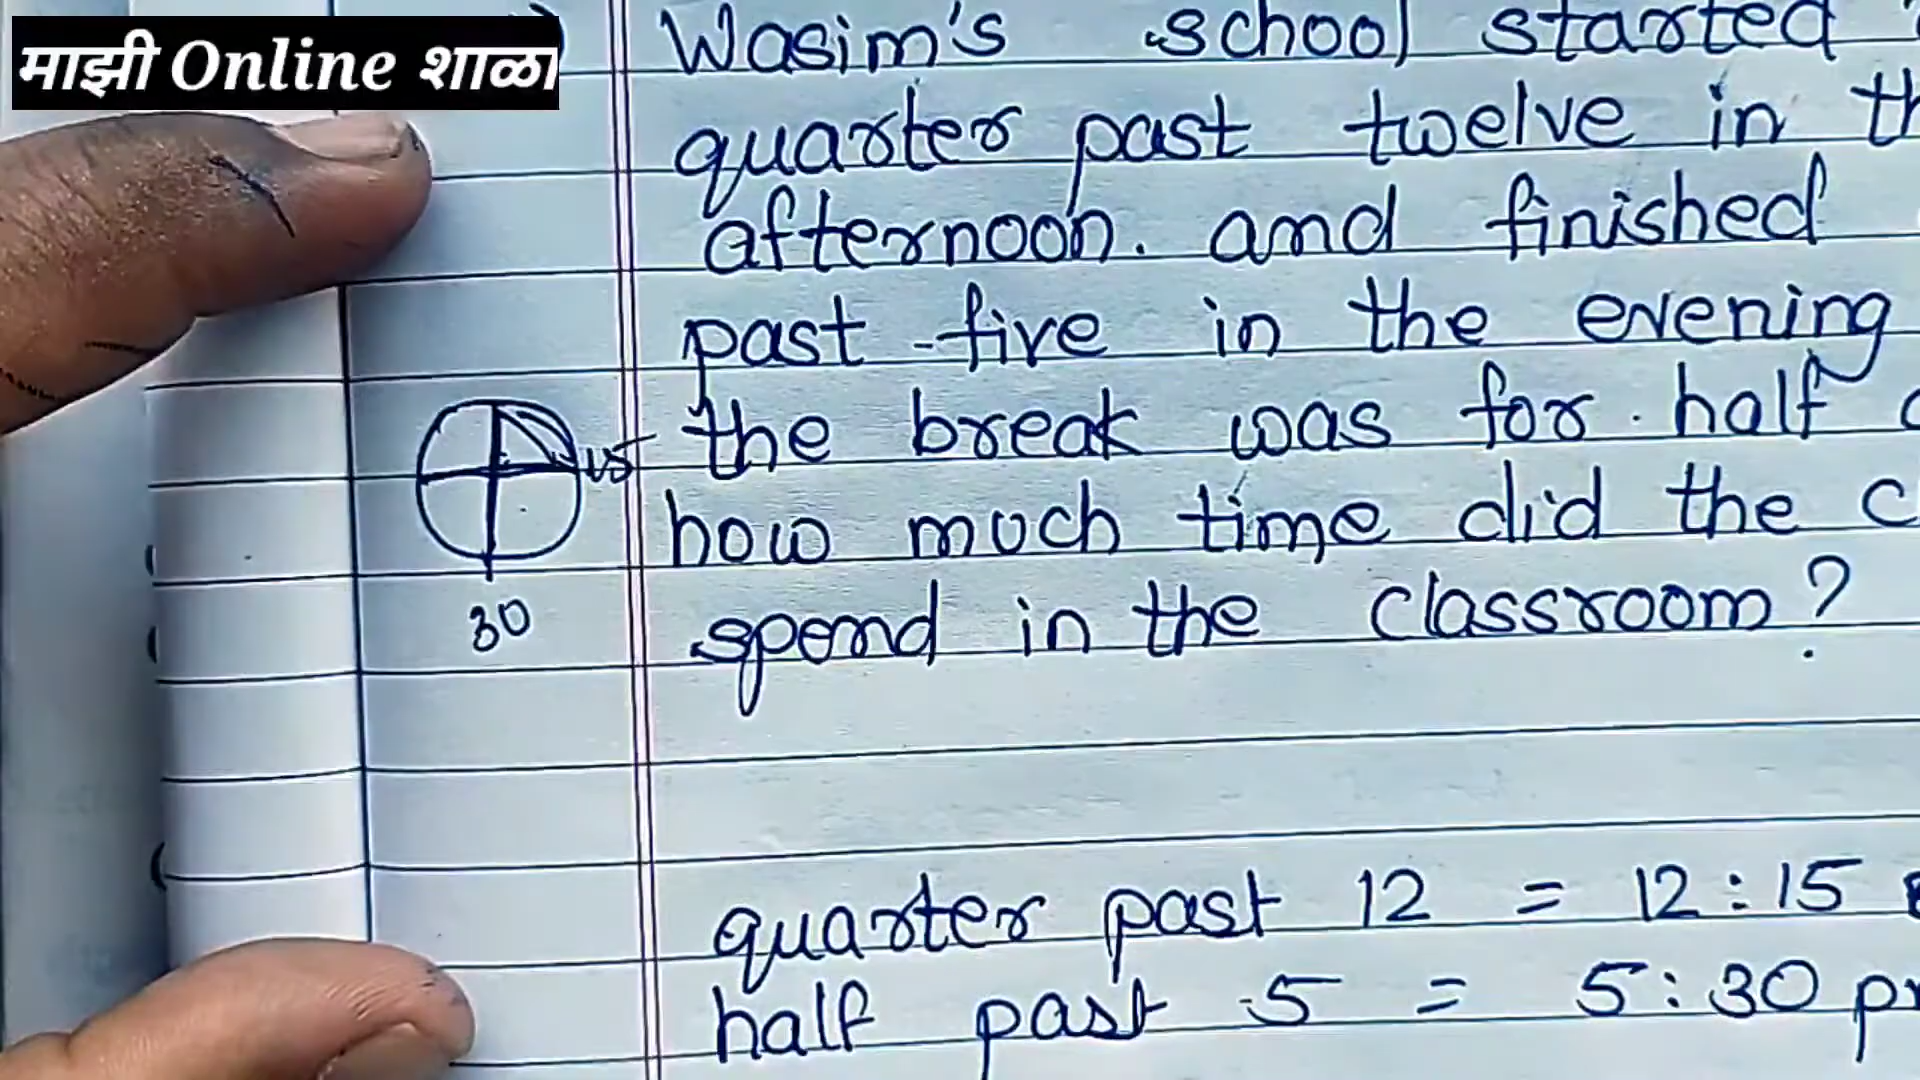 माझी Online शाळा
Wasim's school started
quarter past twelve in th
afternoon. and finished
past five in the evening
the break was for. half
how much time did the c
spend in the classroom?
15
30
quarter past 12 = 12:15
half past 5 = 5:30 p